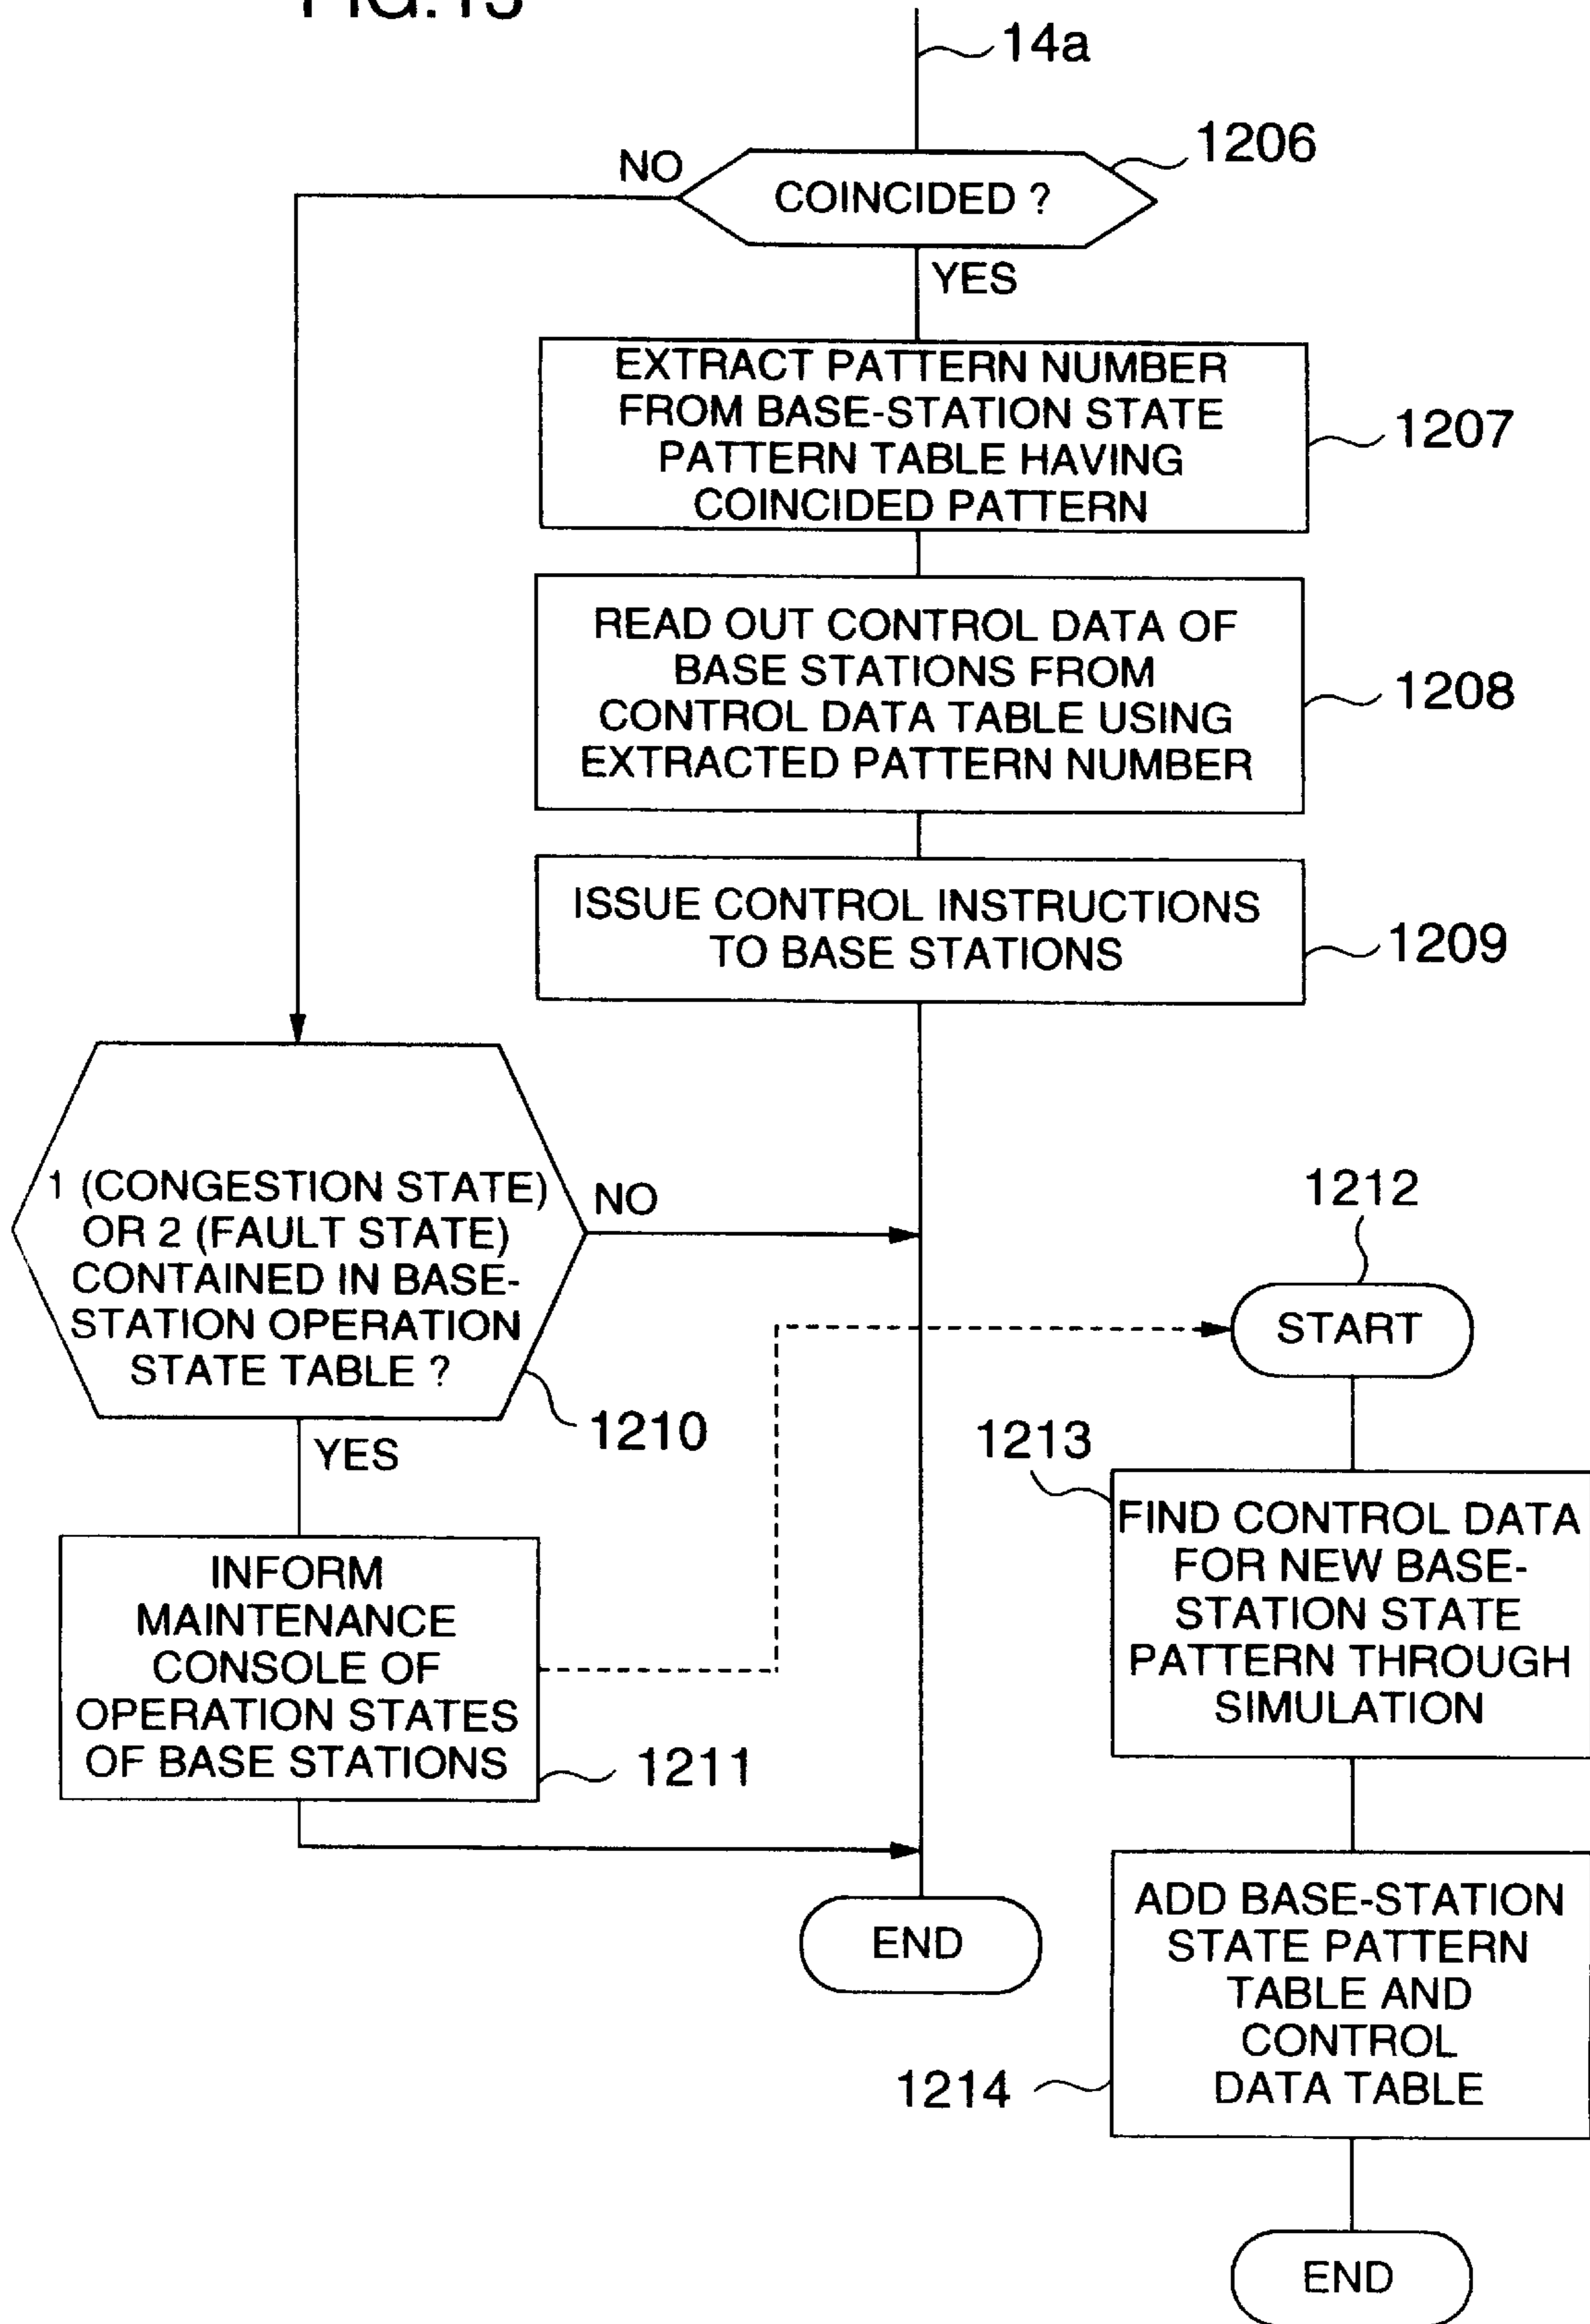 14a
1206
NO
COINCIDED ?
YES
EXTRACT PATTERN NUMBER
FROM BASE-STATION STATE
PATTERN TABLE HAVING
COINCIDED PATTERN
1207
READ OUT CONTROL DATA OF
BASE STATIONS FROM
CONTROL DATA TABLE USING
EXTRACTED PATTERN NUMBER
1208
ISSUE CONTROL INSTRUCTIONS
TO BASE STATIONS
1209
1 (CONGESTION STATE)
OR 2 (FAULT STATE)
CONTAINED IN BASE-
STATION OPERATION
STATE TABLE ?
NO
1210
YES
INFORM
MAINTENANCE
CONSOLE OF
OPERATION STATES
OF BASE STATIONS
1211
END
1212
START
1213
FIND CONTROL DATA
FOR NEW BASE-
STATION STATE
PATTERN THROUGH
SIMULATION
ADD BASE-STATION
STATE PATTERN
TABLE AND
CONTROL
DATA TABLE
1214
END